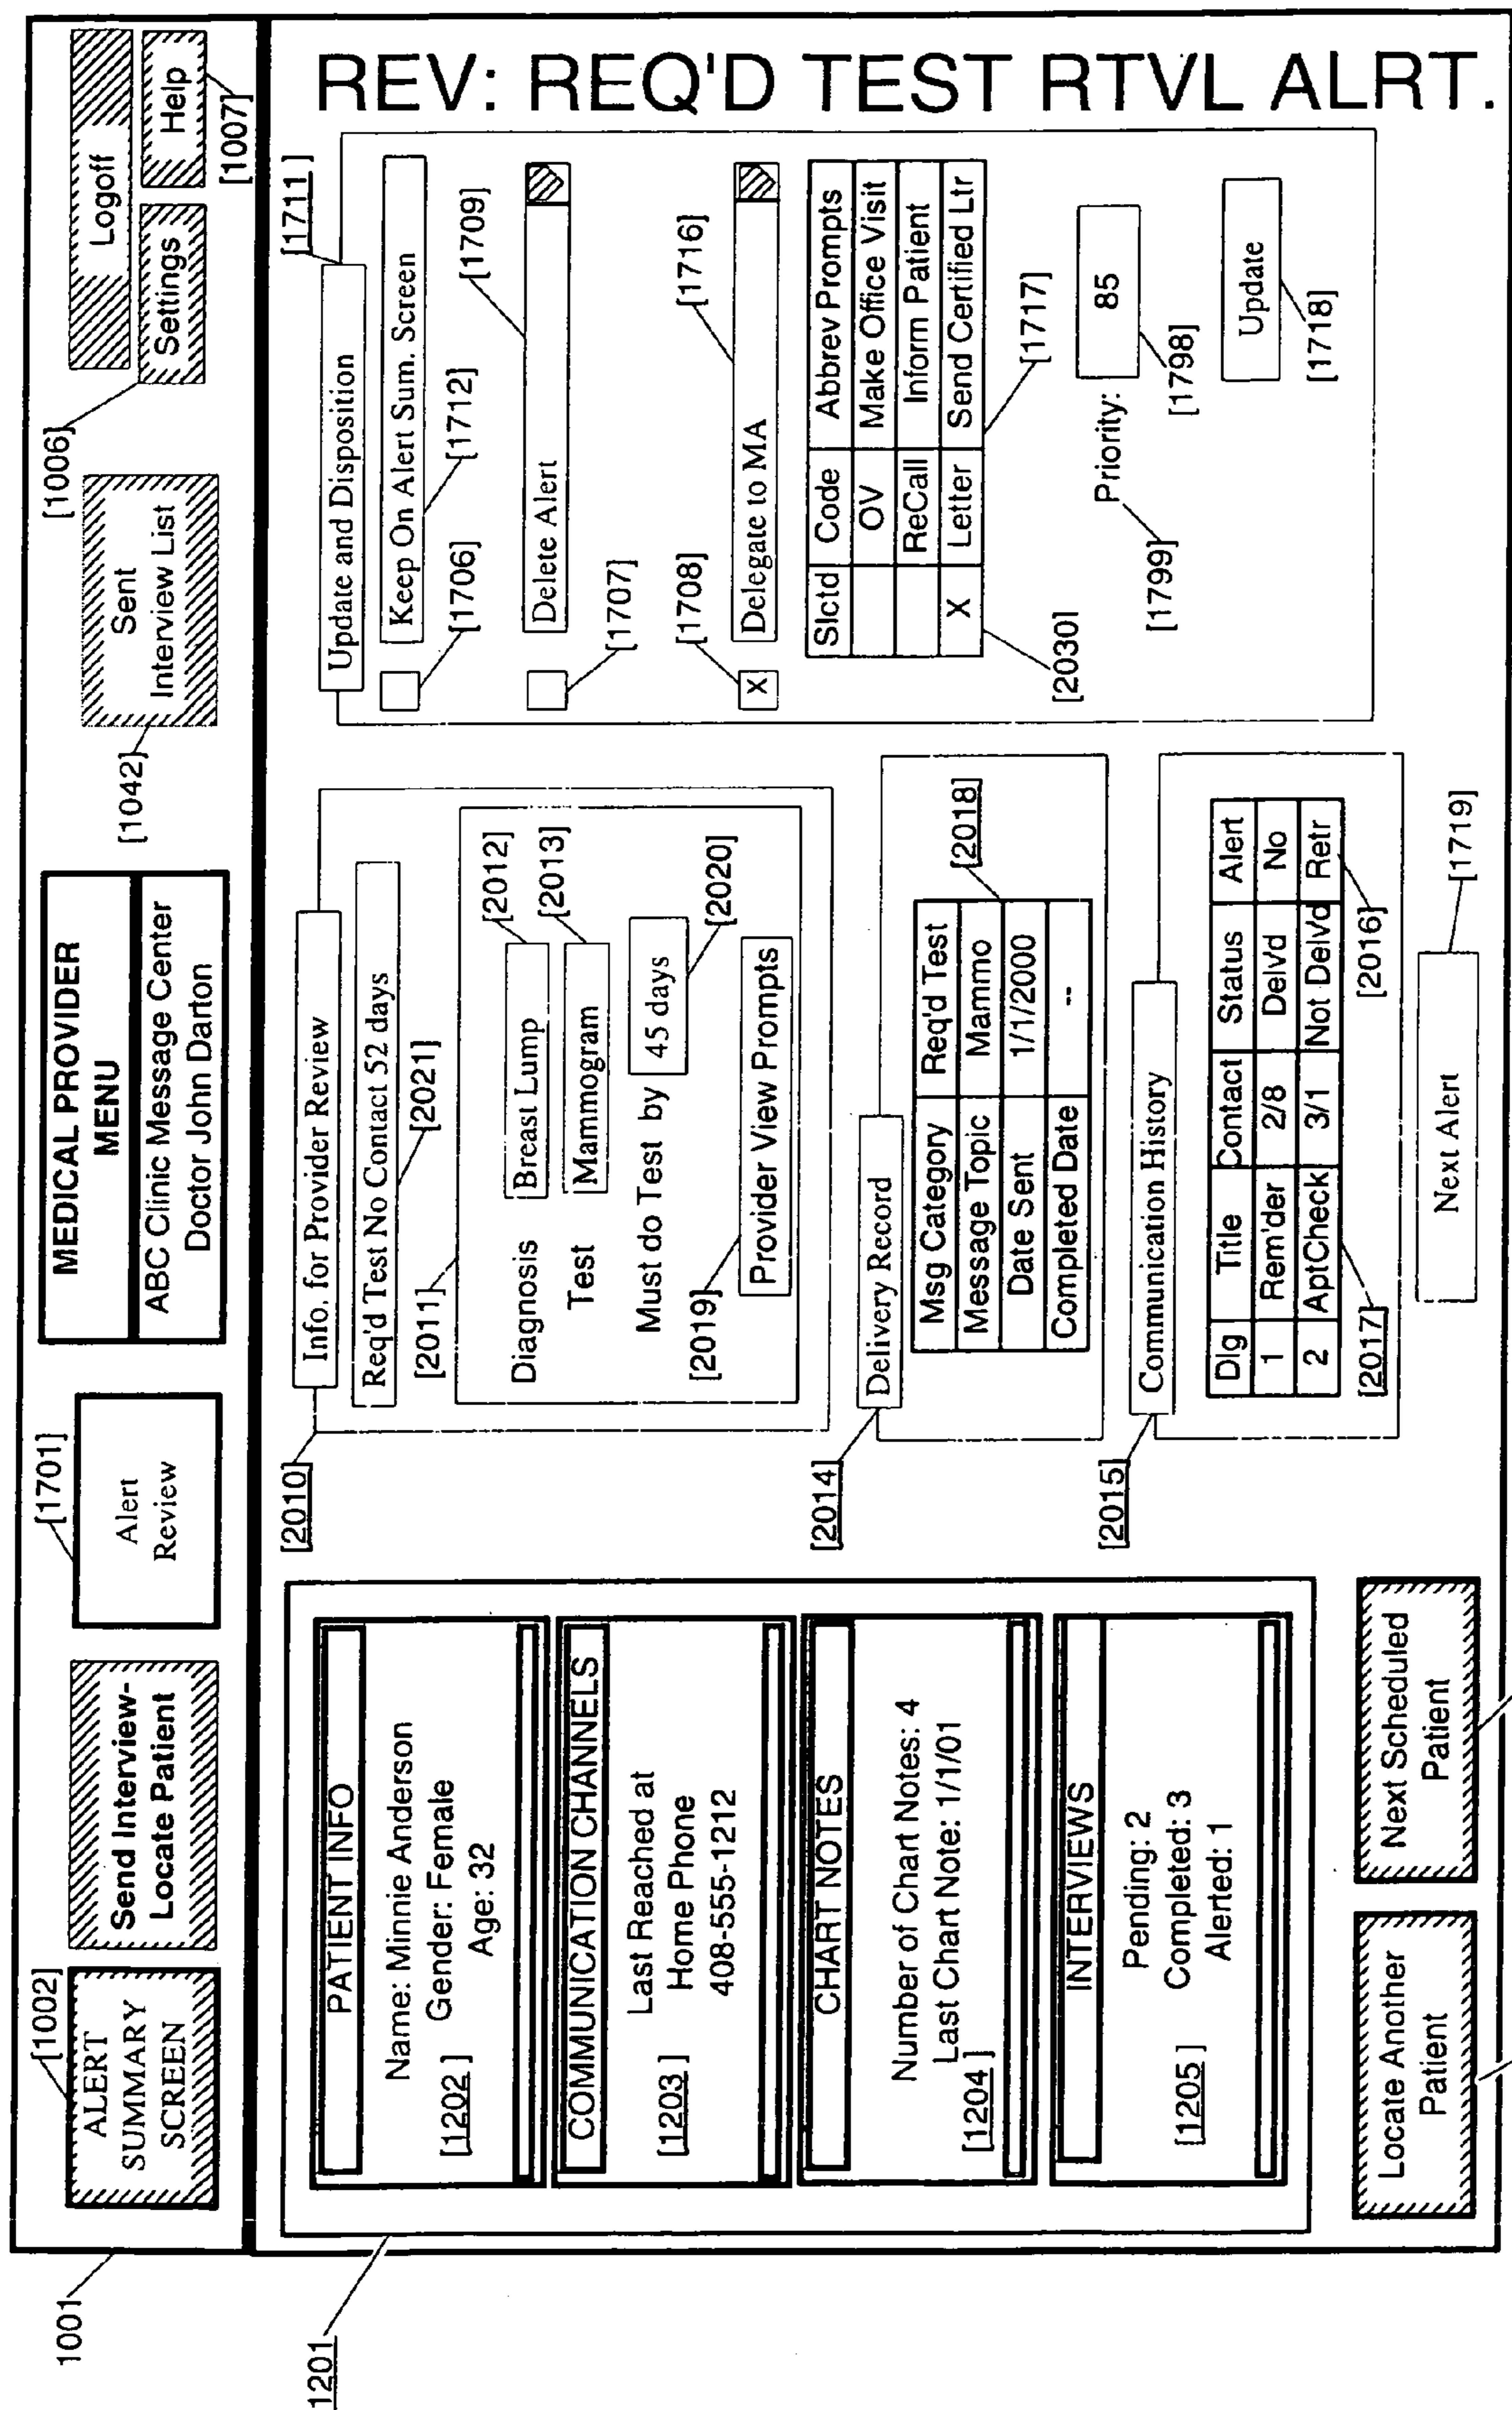 1001
[1002]
ALERT
SUMMARY
SCREEN
Send Interview-
Locate Patient
[1701]
Alert
Review
MEDICAL PROVIDER
MENU
ABC Clinic Message Center
Doctor John Darton
[1042]
Sent
Interview List
[1006]
Logoff
Settings
Help
[1007]
1201
PATIENT INFO
Name: Minnie Anderson
Gender: Female
Age: 32
[1202 ]
COMMUNICATION CHANNELS
Last Reached at
Home Phone
408-555-1212
[1203 ]
CHART NOTES
Number of Chart Notes: 4
Last Chart Note: 1/1/01
[1204 ]
INTERVIEWS
Pending: 2
Completed: 3
Alerted: 1
[1205 ]
Locate Another
Patient
Next Scheduled
Patient
[2010]
Info. for Provider Review
Req'd Test No Contact 52 days
[2011]
[2021]
Diagnosis Breast Lump [2012]
Test Mammogram [2013]
Must do Test by 45 days
[2019]
[2020]
Provider View Prompts
[2014]
Delivery Record
[2018]
Msg Category Req'd Test
Message Topic Mammo
Date Sent 1/1/2000
Completed Date --
[2015]
Communication History
Dlg Title Contact Status Alert
1 Rem'der 2/8 Delvd No
2 AptCheck 3/1 Not Delvd Retr
[2017]
[2016]
Next Alert
[1719]
[1711 ]
Update and Disposition
Keep On Alert Sum. Screen
[1706]
[1712]
Delete Alert
[1707]
[1709]
[1708]
[1716]
X Delegate to MA
Slctd Code Abbrev Prompts
OV Make Office Visit
ReCall Inform Patient
X Letter Send Certified Ltr
[2030]
[1717]
Priority: 85
[1799]
[1798]
Update
[1718]
REV: REQ'D TEST RTVL ALRT.